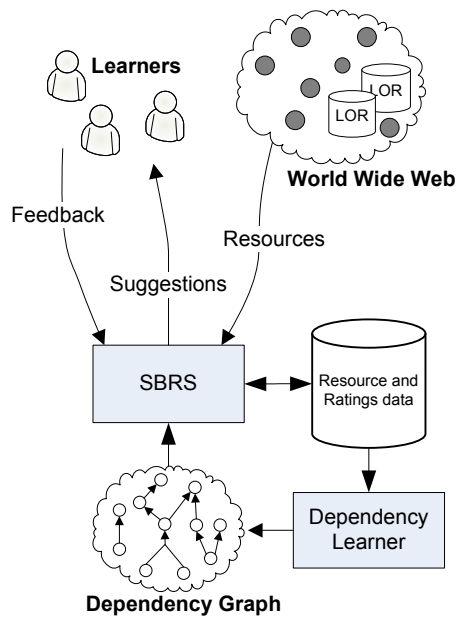 Learners
LOR
LOR
World Wide Web
Feedback
Resources
Suggestions
SBRS
Resource and
Ratings data
Dependency
Learner
Dependency Graph